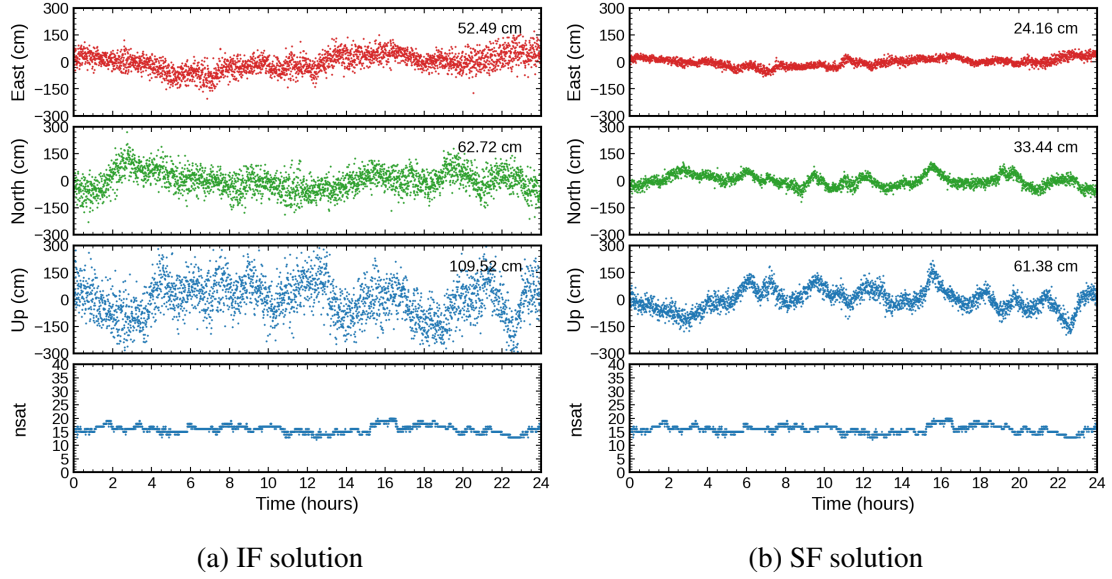 300
150
0
−150
−300
East (cm)
52.49 cm
300
150
0
−150
−300
North (cm)
62.72 cm
300
150
0
−150
−300
Up (cm)
109.52 cm
40
35
30
25
20
15
10
5
0
nsat
0 2 4 6 8 10 12 14 16 18 20 22 24
Time (hours)
(a) IF solution
300
150
0
−150
−300
East (cm)
24.16 cm
300
150
0
−150
−300
North (cm)
33.44 cm
300
150
0
−150
−300
Up (cm)
61.38 cm
40
35
30
25
20
15
10
5
0
nsat
0 2 4 6 8 10 12 14 16 18 20 22 24
Time (hours)
(b) SF solution